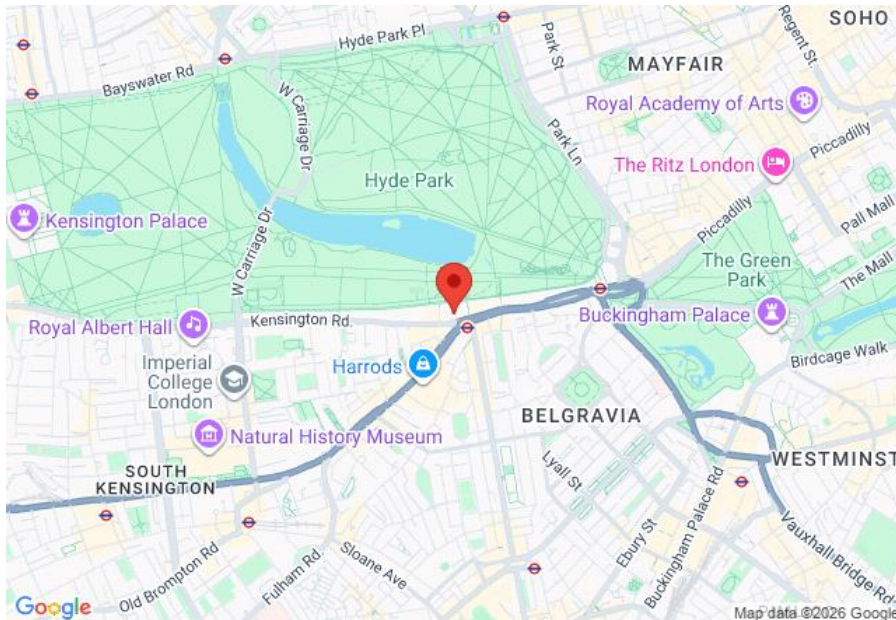 SOHO
Hyde Park Pl
Park St
Regent St.
MAYFAIR
Bayswater Rd
W Carriage Dr
Royal Academy of Arts
Park Ln
The Ritz London
Piccadilly
Hyde Park
Kensington Palace
W Carriage Dr
Piccadilly
Pall Mall
The Green
Park
The Mall
Royal Albert Hall
Kensington Rd.
Buckingham Palace
Imperial
College
London
Harrods
Birdcage Walk
BELGRAVIA
Natural History Museum
SOUTH
KENSINGTON
Lyall St
WESTMINST
Ebury St
Buckingham Palace Rd
Vauxhall Bridge Rd
Old Brompton Rd
Fulham Rd.
Sloane Ave
Google
Map data ©2026 Google